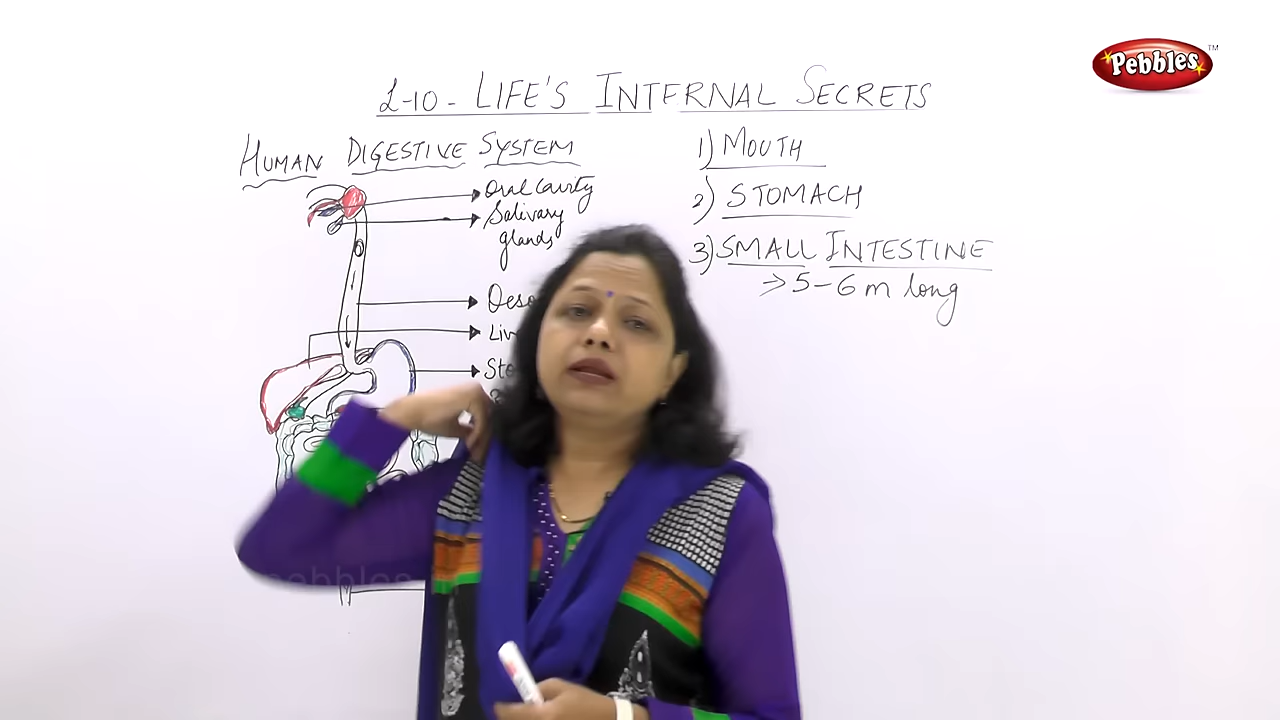 Pebbles™
L-10 - LIFE'S INTERNAL SECRETS
HUMAN DIGESTIVE SYSTEM
Oral cavity
Salivary
glands
1) MOUTH
2) STOMACH
3) SMALL INTESTINE
→ 5-6 m long
pebbles